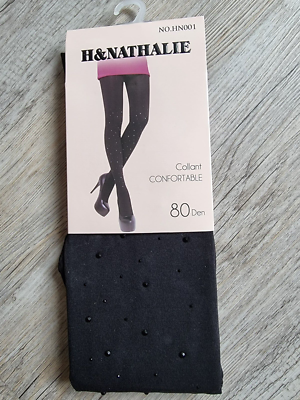 NO.HN001
H&NATHALIE
Collant
CONFORTABLE
80 Den